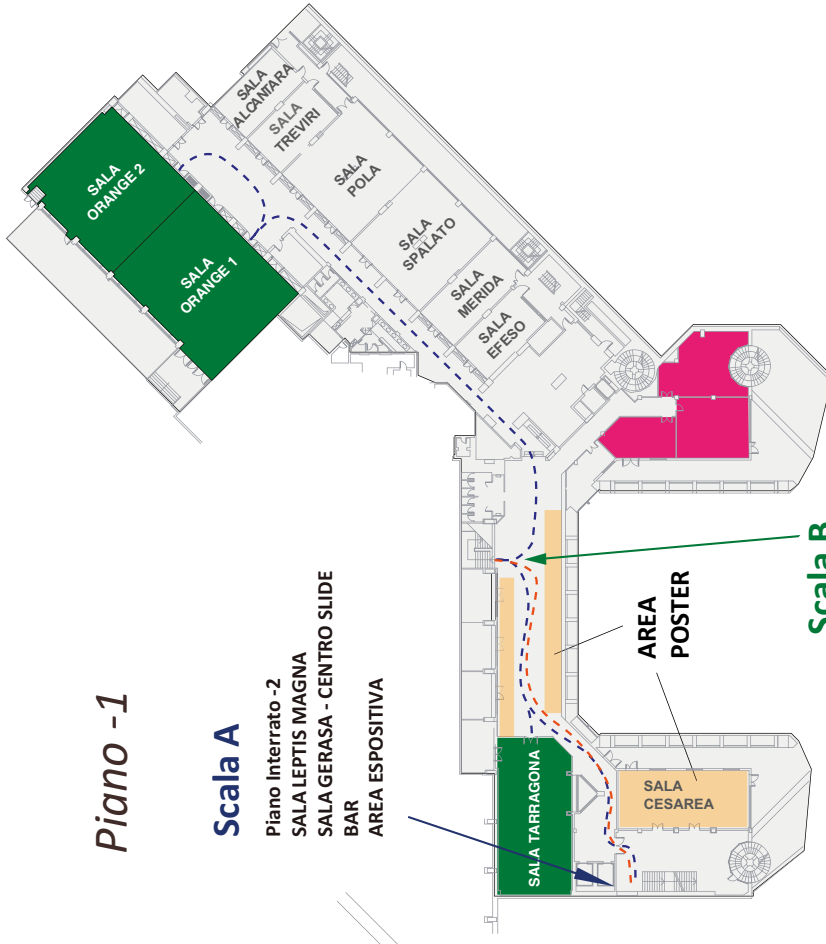 Piano -1
Scala A
Piano Interrato -2
SALA LEPTIS MAGNA
SALA GERASA - CENTRO SLIDE
BAR
AREA ESPOSITIVA
SALA
ORANGE 2
SALA
ORANGE 1
SALA
ALCANTARA
SALA
TREVIRI
SALA
POLA
SALA
SPALATO
SALA
MERIDA
SALA
EFESO
AREA
POSTER
SALA TARRAGONA
SALA
CESAREA
Scala B